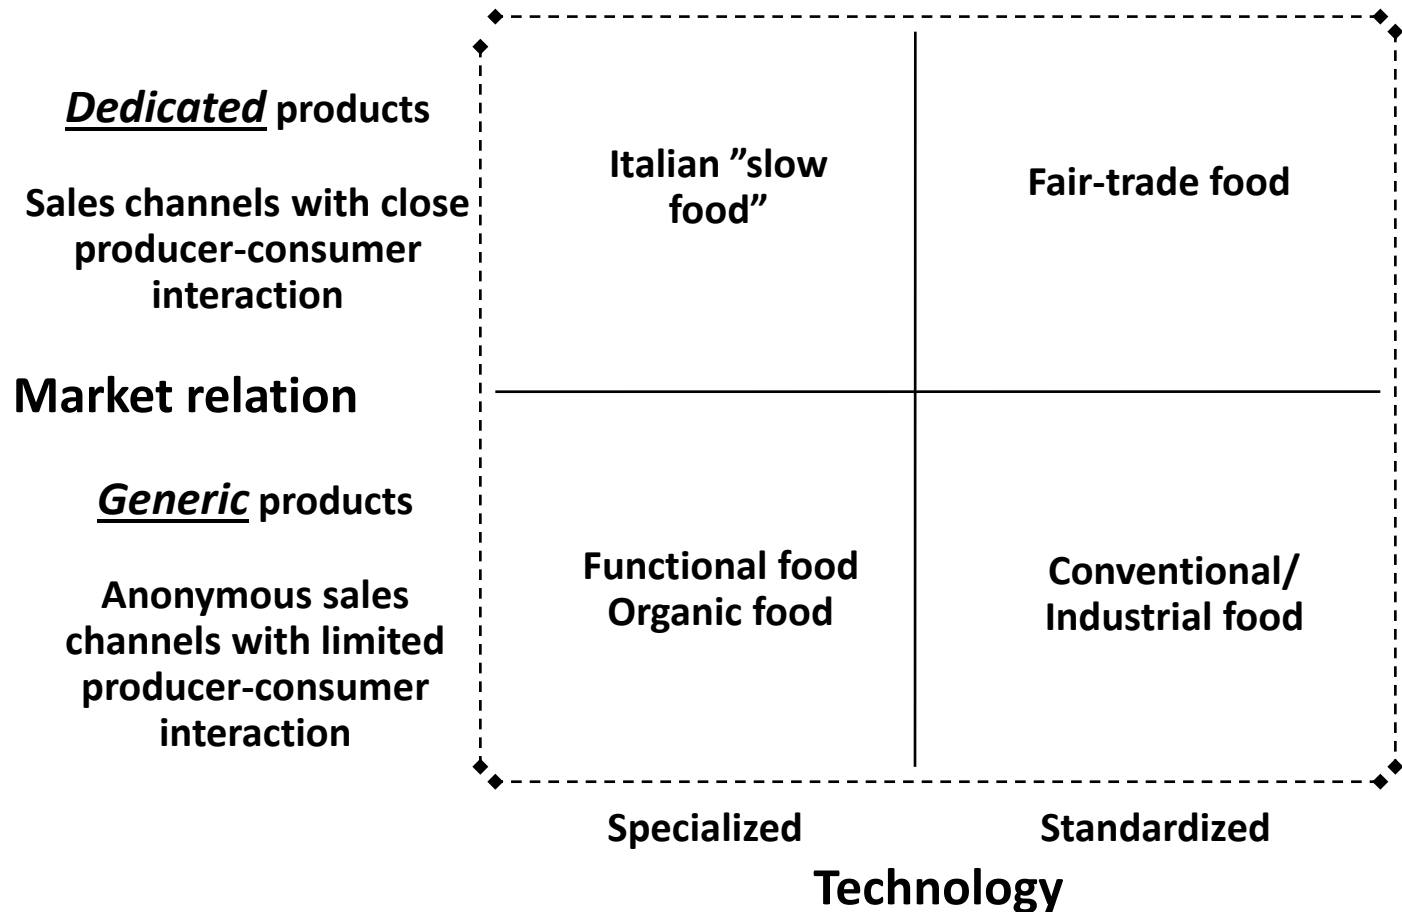 Dedicated products
Sales channels with close
producer-consumer
interaction
Market relation
Generic products
Anonymous sales
channels with limited
producer-consumer
interaction
Italian ”slow
food”
Fair-trade food
Functional food
Organic food
Conventional/
Industrial food
Specialized
Standardized
Technology